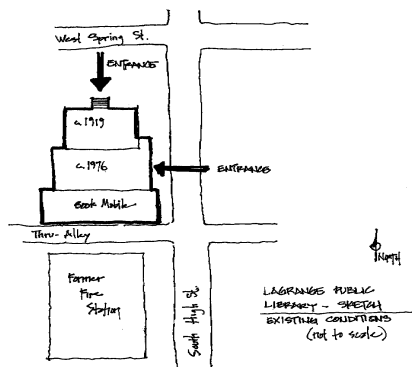 West Spring St.
ENTRANCE
c.1919
c.1976
ENTRANCE
Book Mobile
Thru-Alley
Former
Fire
Station
South High St.
North
LAGRANGE PUBLIC
LIBRARY - SKETCH
EXISTING CONDITIONS
(not to scale)